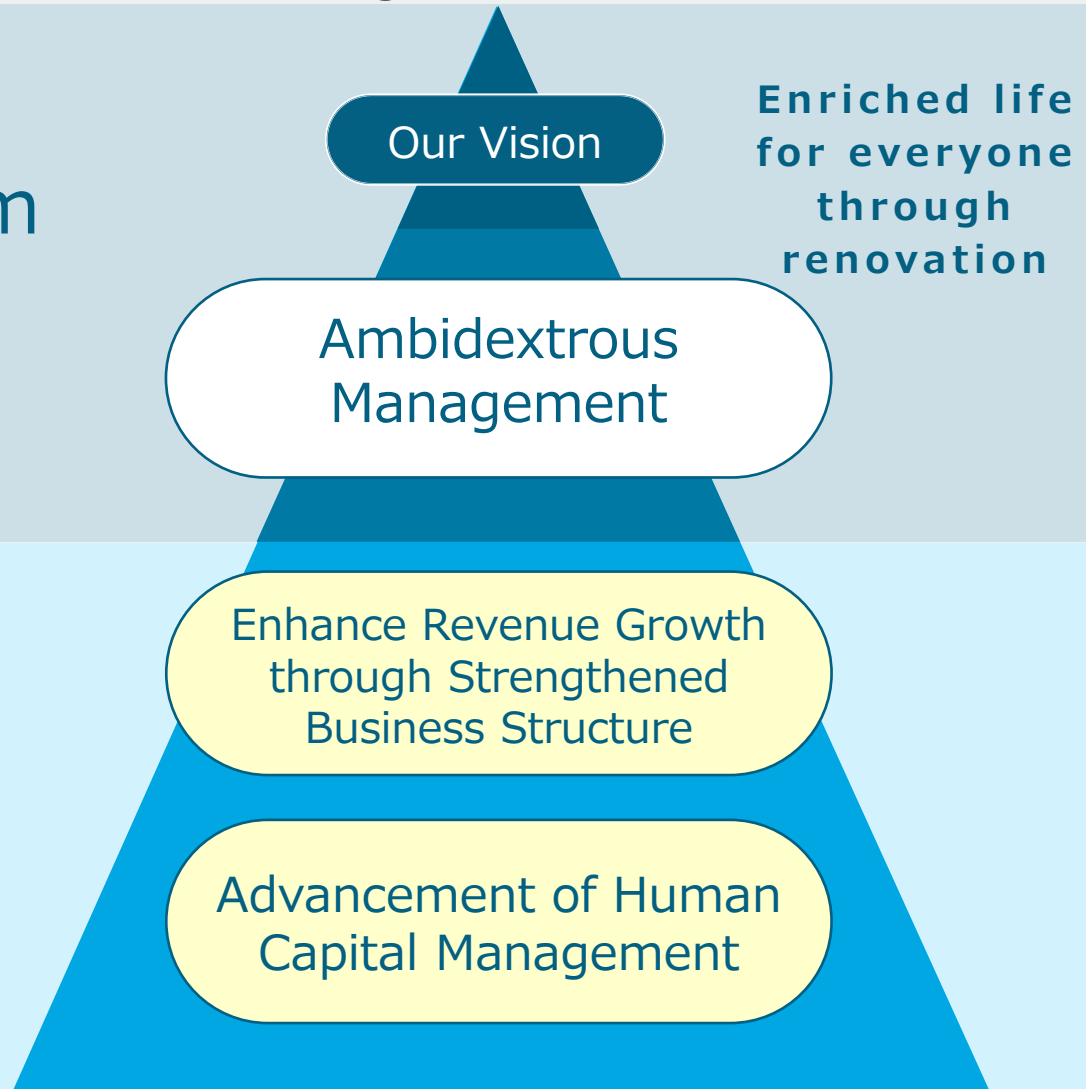 Our Vision
Enriched life
for everyone
through
renovation
Ambidextrous
Management
Enhance Revenue Growth
through Strengthened
Business Structure
Advancement of Human
Capital Management